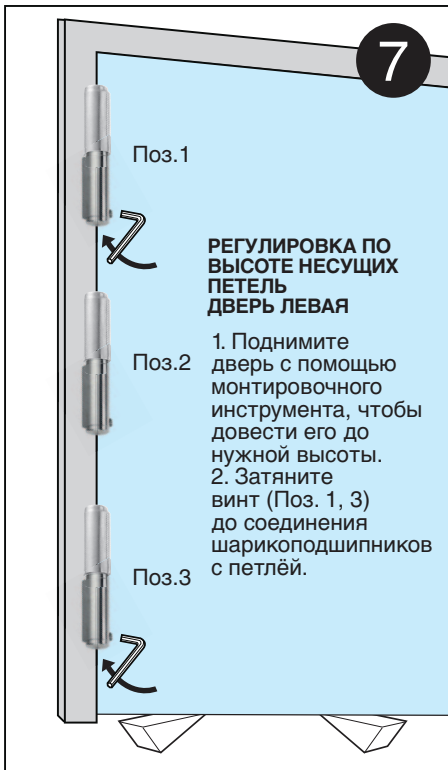 7
Поз.1
РЕГУЛИРОВКА ПО
ВЫСОТЕ НЕСУЩИХ
ПЕТЕЛЬ
ДВЕРЬ ЛЕВАЯ
Поз.2
1. Поднимите
дверь с помощью
монтировочного
инструмента, чтобы
довести его до
нужной высоты.
2. Затяните
винт (Поз. 1, 3)
до соединения
шарикоподшипников
с петлёй.
Поз.3